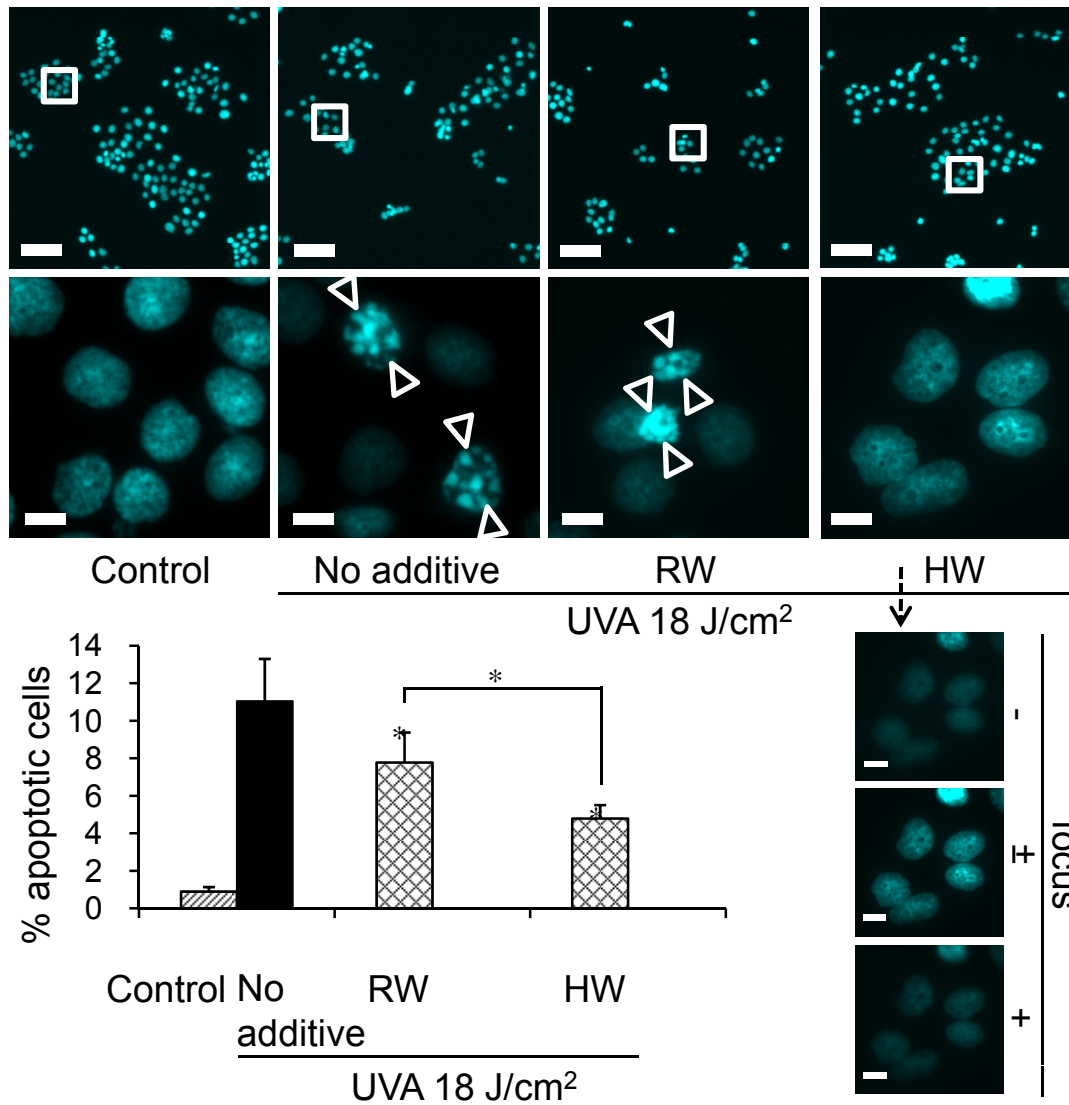 Control
No additive
RW
HW
UVA 18 J/cm²
% apoptotic cells
14
12
10
8
6
4
2
0
*
*
*
Control
No
additive
RW
HW
UVA 18 J/cm²
-
±
+
focus